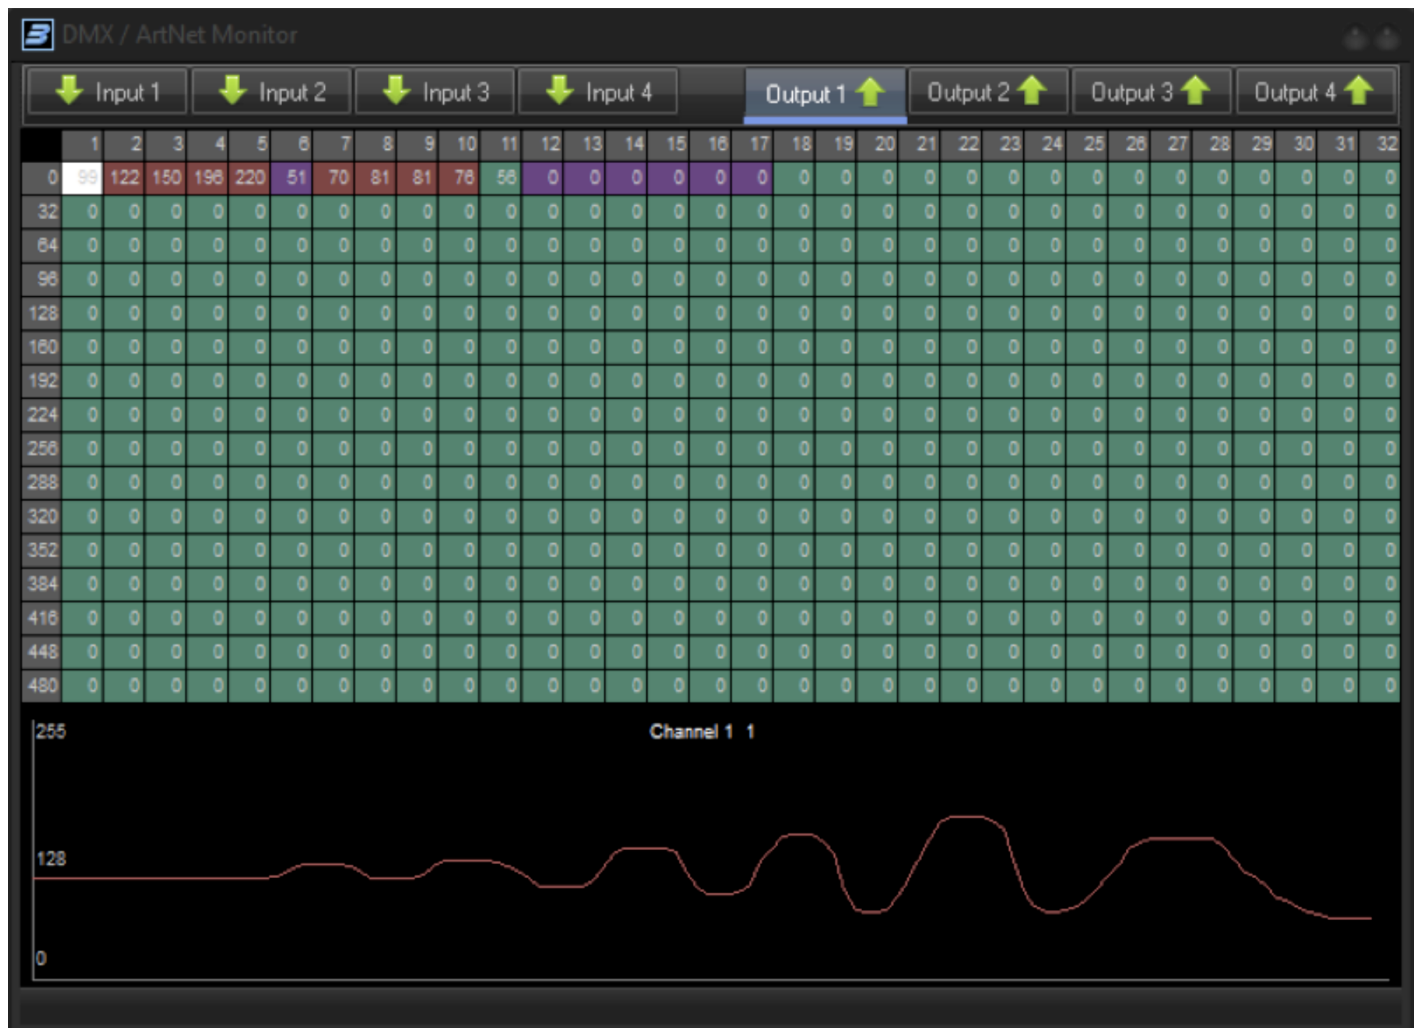 DMX / ArtNet Monitor
Input 1 Input 2 Input 3 Input 4 Output 1 Output 2 Output 3 Output 4
1 2 3 4 5 6 7 8 9 10 11 12 13 14 15 16 17 18 19 20 21 22 23 24 25 26 27 28 29 30 31 32
0 99 122 150 196 220 51 70 81 81 76 56 0 0 0 0 0 0 0 0 0 0 0 0 0 0 0 0 0 0 0 0 0
32 0 0 0 0 0 0 0 0 0 0 0 0 0 0 0 0 0 0 0 0 0 0 0 0 0 0 0 0 0 0 0 0
64 0 0 0 0 0 0 0 0 0 0 0 0 0 0 0 0 0 0 0 0 0 0 0 0 0 0 0 0 0 0 0 0
96 0 0 0 0 0 0 0 0 0 0 0 0 0 0 0 0 0 0 0 0 0 0 0 0 0 0 0 0 0 0 0 0
128 0 0 0 0 0 0 0 0 0 0 0 0 0 0 0 0 0 0 0 0 0 0 0 0 0 0 0 0 0 0 0 0
160 0 0 0 0 0 0 0 0 0 0 0 0 0 0 0 0 0 0 0 0 0 0 0 0 0 0 0 0 0 0 0 0
192 0 0 0 0 0 0 0 0 0 0 0 0 0 0 0 0 0 0 0 0 0 0 0 0 0 0 0 0 0 0 0 0
224 0 0 0 0 0 0 0 0 0 0 0 0 0 0 0 0 0 0 0 0 0 0 0 0 0 0 0 0 0 0 0 0
256 0 0 0 0 0 0 0 0 0 0 0 0 0 0 0 0 0 0 0 0 0 0 0 0 0 0 0 0 0 0 0 0
288 0 0 0 0 0 0 0 0 0 0 0 0 0 0 0 0 0 0 0 0 0 0 0 0 0 0 0 0 0 0 0 0
320 0 0 0 0 0 0 0 0 0 0 0 0 0 0 0 0 0 0 0 0 0 0 0 0 0 0 0 0 0 0 0 0
352 0 0 0 0 0 0 0 0 0 0 0 0 0 0 0 0 0 0 0 0 0 0 0 0 0 0 0 0 0 0 0 0
384 0 0 0 0 0 0 0 0 0 0 0 0 0 0 0 0 0 0 0 0 0 0 0 0 0 0 0 0 0 0 0 0
416 0 0 0 0 0 0 0 0 0 0 0 0 0 0 0 0 0 0 0 0 0 0 0 0 0 0 0 0 0 0 0 0
448 0 0 0 0 0 0 0 0 0 0 0 0 0 0 0 0 0 0 0 0 0 0 0 0 0 0 0 0 0 0 0 0
480 0 0 0 0 0 0 0 0 0 0 0 0 0 0 0 0 0 0 0 0 0 0 0 0 0 0 0 0 0 0 0 0
255 Channel 1 1
128
0